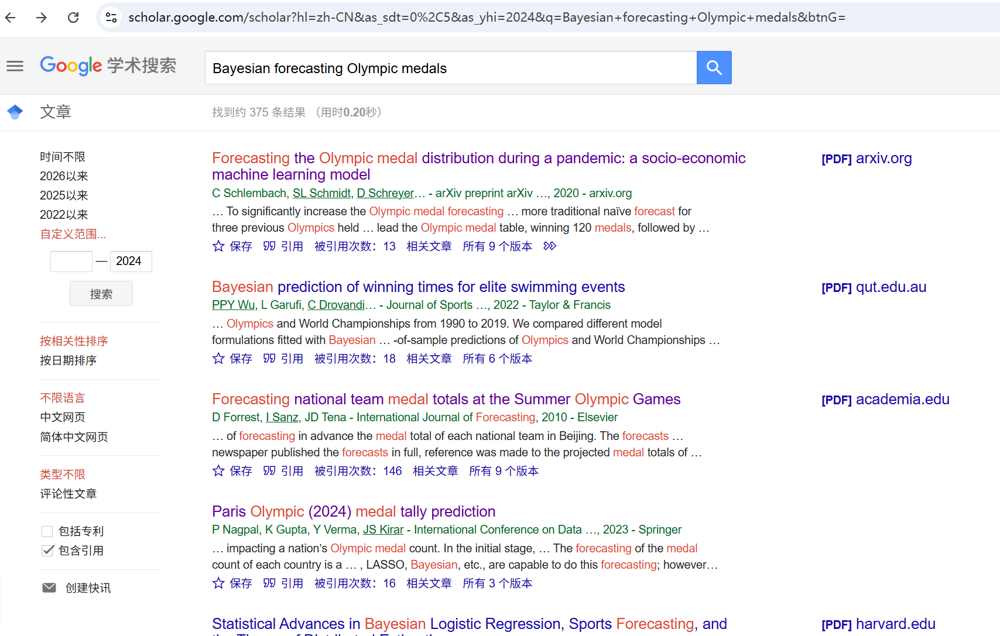 scholar.google.com/scholar?hl=zh-CN&as_sdt=0%2C5&as_yhi=2024&q=Bayesian+forecasting+Olympic+medals&btnG=
Google 学术搜索
Bayesian forecasting Olympic medals
文章
找到约 375 条结果 （用时0.20秒）
时间不限
2026以来
2025以来
2022以来
自定义范围...
— 2024
搜索
按相关性排序
按日期排序
不限语言
中文网页
简体中文网页
类型不限
评论性文章
包括专利
包含引用
创建快讯
Forecasting the Olympic medal distribution during a pandemic: a socio-economic
machine learning model
[PDF] arxiv.org
C Schlembach, SL Schmidt, D Schreyer… - arXiv preprint arXiv …, 2020 - arxiv.org
… To significantly increase the Olympic medal forecasting … more traditional naïve forecast for
three previous Olympics held … lead the Olympic medal table, winning 120 medals, followed by …
保存 引用 被引用次数：13 相关文章 所有 9 个版本
Bayesian prediction of winning times for elite swimming events
[PDF] qut.edu.au
PPY Wu, L Garufi, C Drovandi… - Journal of Sports …, 2022 - Taylor & Francis
… Olympics and World Championships from 1990 to 2019. We compared different model
formulations fitted with Bayesian … -of-sample predictions of Olympics and World Championships …
保存 引用 被引用次数：18 相关文章 所有 6 个版本
Forecasting national team medal totals at the Summer Olympic Games
[PDF] academia.edu
D Forrest, I Sanz, JD Tena - International Journal of Forecasting, 2010 - Elsevier
… of forecasting in advance the medal total of each national team in Beijing. The forecasts …
newspaper published the forecasts in full, reference was made to the projected medal totals of …
保存 引用 被引用次数：146 相关文章 所有 9 个版本
Paris Olympic (2024) medal tally prediction
P Nagpal, K Gupta, Y Verma, JS Kirar - International Conference on Data …, 2023 - Springer
… impacting a nation’s Olympic medal count. In the initial stage, … The forecasting of the medal
count of each country is a … , LASSO, Bayesian, etc., are capable to do this forecasting; however…
保存 引用 被引用次数：16 相关文章 所有 3 个版本
Statistical Advances in Bayesian Logistic Regression, Sports Forecasting, and
[PDF] harvard.edu